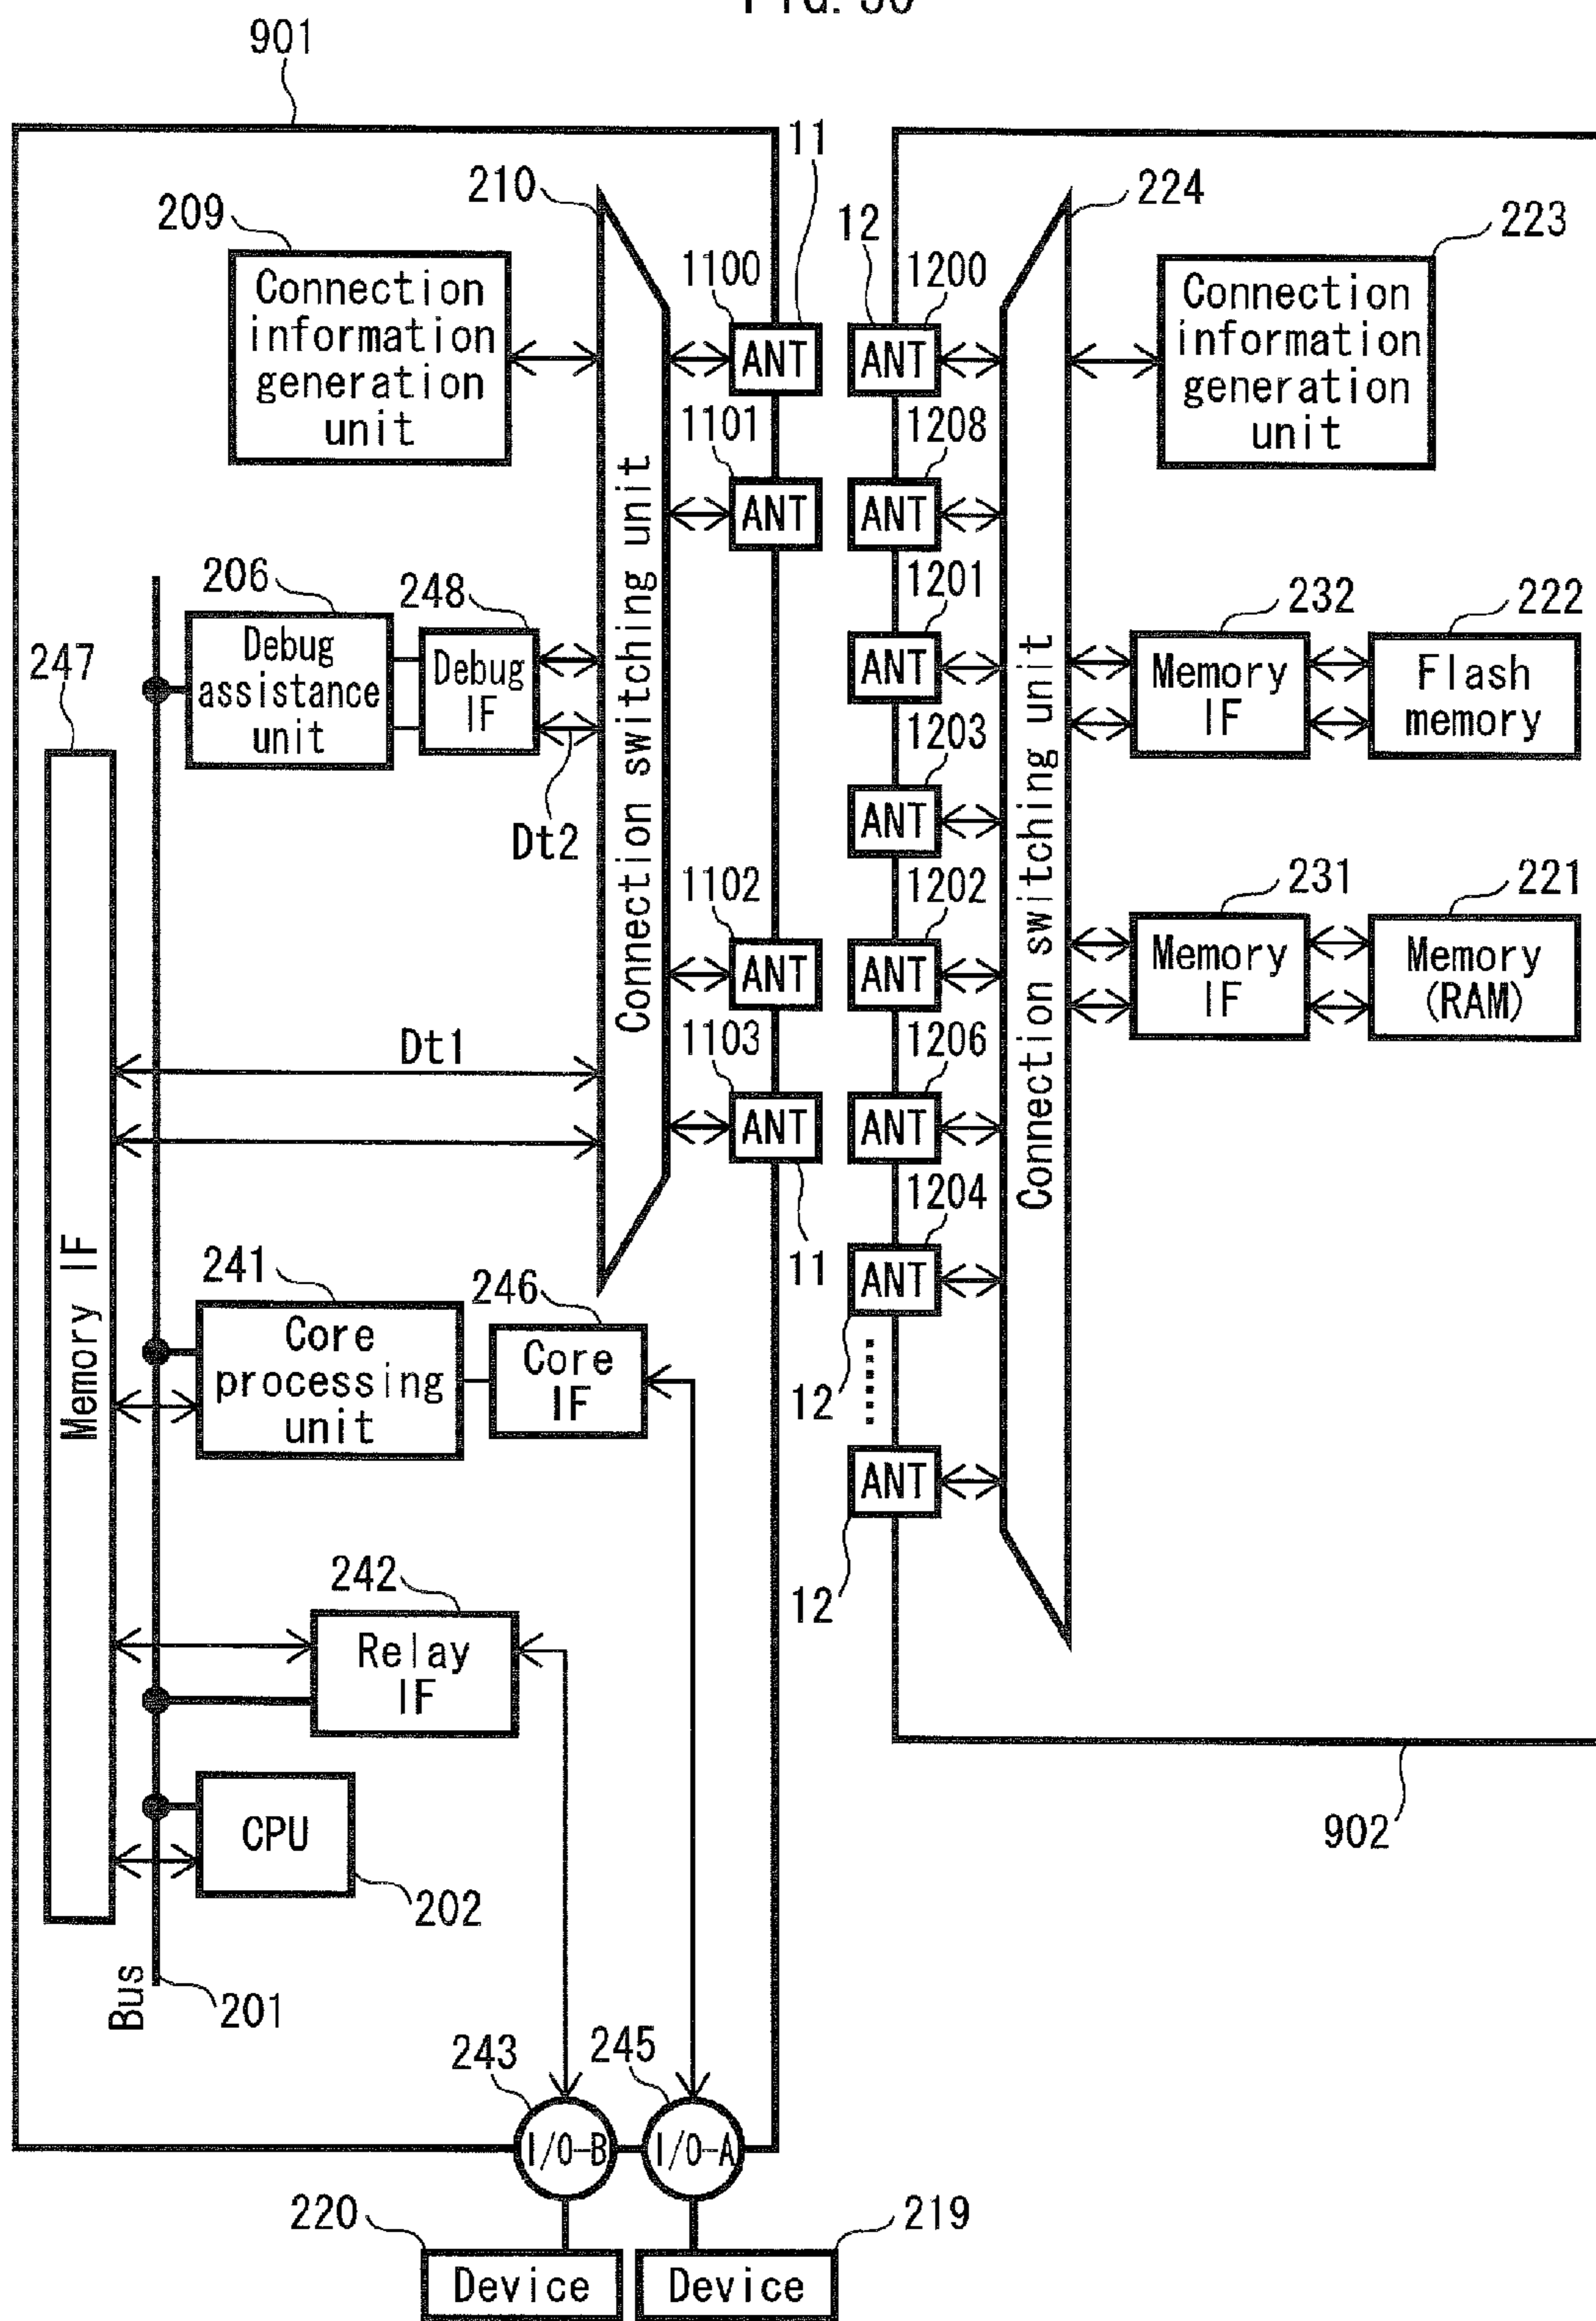 901
11
210
224
209
12
223
1100
1200
Connection
information
generation
unit
ANT
ANT
Connection
information
generation
unit
1101
1208
ANT
ANT
Connection switching unit
206
248
1201
232
222
247
Debug
assistance
unit
Debug
IF
ANT
Connection switching unit
Memory
IF
Flash
memory
1203
Dt2
ANT
1102
1202
231
221
ANT
ANT
Memory
IF
Memory
(RAM)
Dt1
1103
1206
ANT
ANT
1204
Memory IF
241
246
11
ANT
Core
processing
unit
Core
IF
12
ANT
242
12
Relay
IF
CPU
902
202
Bus
201
243
245
I/O-B
I/O-A
220
219
Device
Device